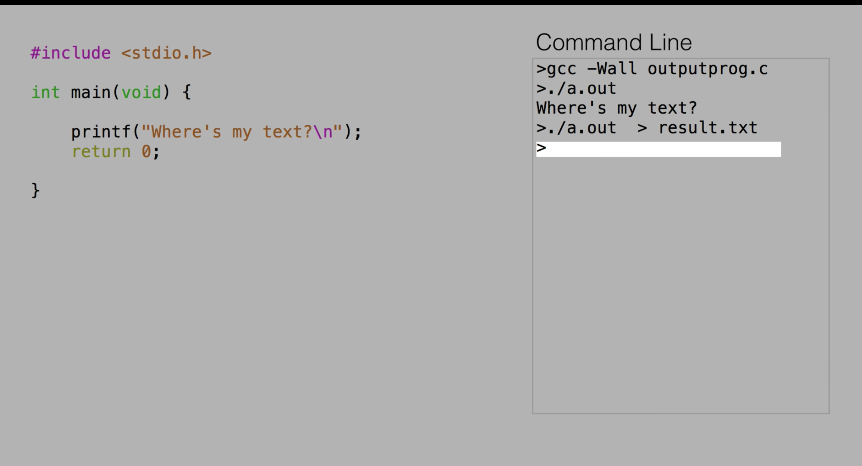 #include <stdio.h>
int main(void) {
printf("Where's my text?\n");
return 0;
}
Command Line
>gcc -Wall outputprog.c
>./a.out
Where's my text?
>./a.out  > result.txt
>